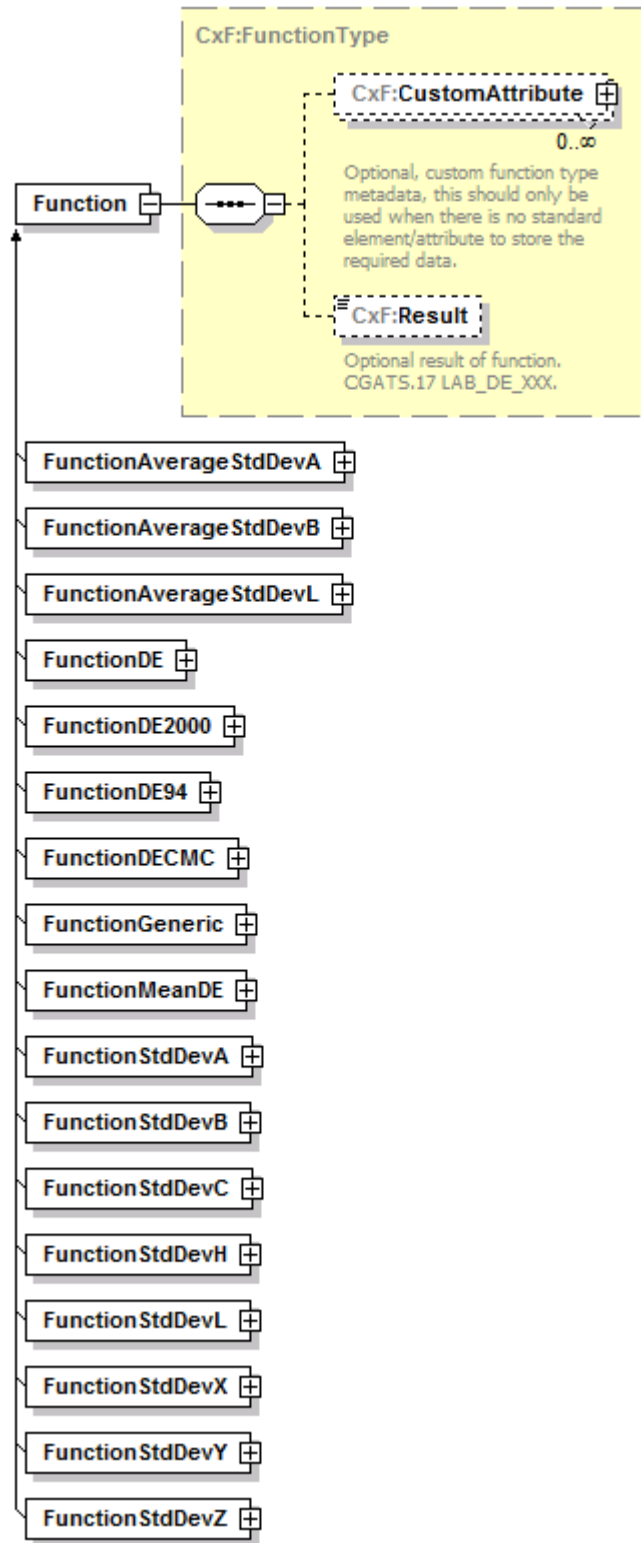 CxF:FunctionType
CxF:CustomAttribute
0..∞
Optional, custom function type
metadata, this should only be
used when there is no standard
element/attribute to store the
required data.
Function
CxF:Result
Optional result of function.
CGATS.17 LAB_DE_XXX.
FunctionAverageStdDevA
FunctionAverageStdDevB
FunctionAverageStdDevL
FunctionDE
FunctionDE2000
FunctionDE94
FunctionDECMC
FunctionGeneric
FunctionMeanDE
FunctionStdDevA
FunctionStdDevB
FunctionStdDevC
FunctionStdDevH
FunctionStdDevL
FunctionStdDevX
FunctionStdDevY
FunctionStdDevZ